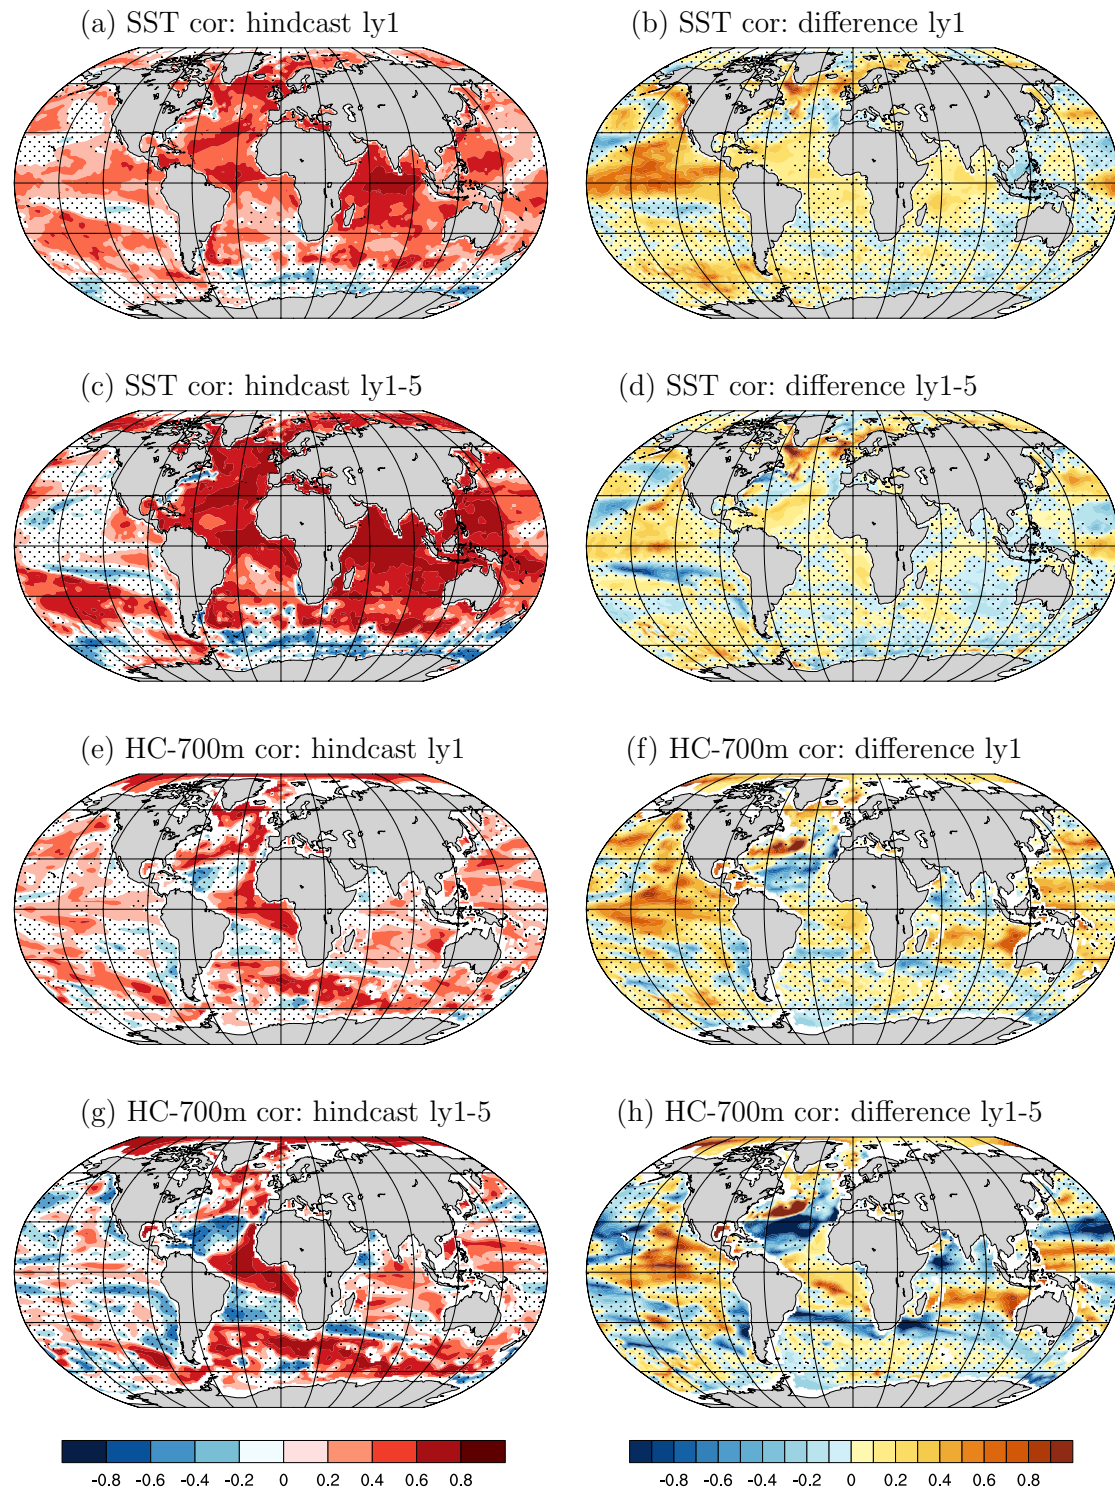 (a) SST cor: hindcast ly1
(b) SST cor: difference ly1
(c) SST cor: hindcast ly1-5
(d) SST cor: difference ly1-5
(e) HC-700m cor: hindcast ly1
(f) HC-700m cor: difference ly1
(g) HC-700m cor: hindcast ly1-5
(h) HC-700m cor: difference ly1-5
-0.8 -0.6 -0.4 -0.2 0 0.2 0.4 0.6 0.8
-0.8 -0.6 -0.4 -0.2 0 0.2 0.4 0.6 0.8